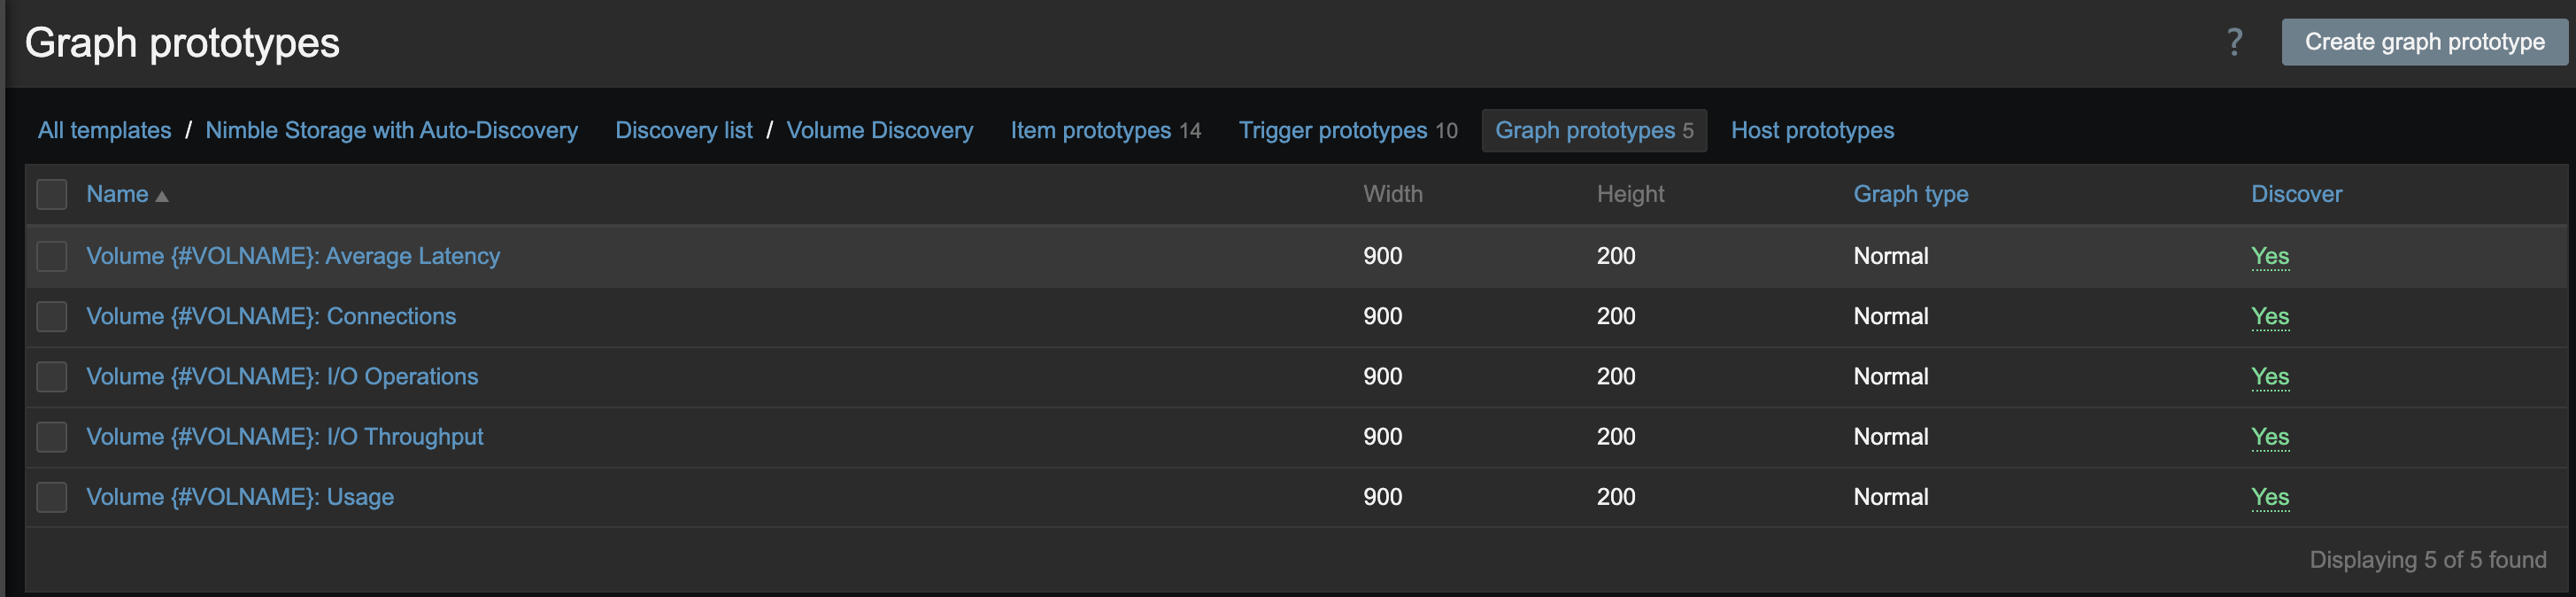 Graph prototypes ? Create graph prototype
All templates / Nimble Storage with Auto-Discovery Discovery list / Volume Discovery Item prototypes 14 Trigger prototypes 10 Graph prototypes 5 Host prototypes
Name ▲ Width Height Graph type Discover
Volume {#VOLNAME}: Average Latency 900 200 Normal Yes
Volume {#VOLNAME}: Connections 900 200 Normal Yes
Volume {#VOLNAME}: I/O Operations 900 200 Normal Yes
Volume {#VOLNAME}: I/O Throughput 900 200 Normal Yes
Volume {#VOLNAME}: Usage 900 200 Normal Yes
Displaying 5 of 5 found